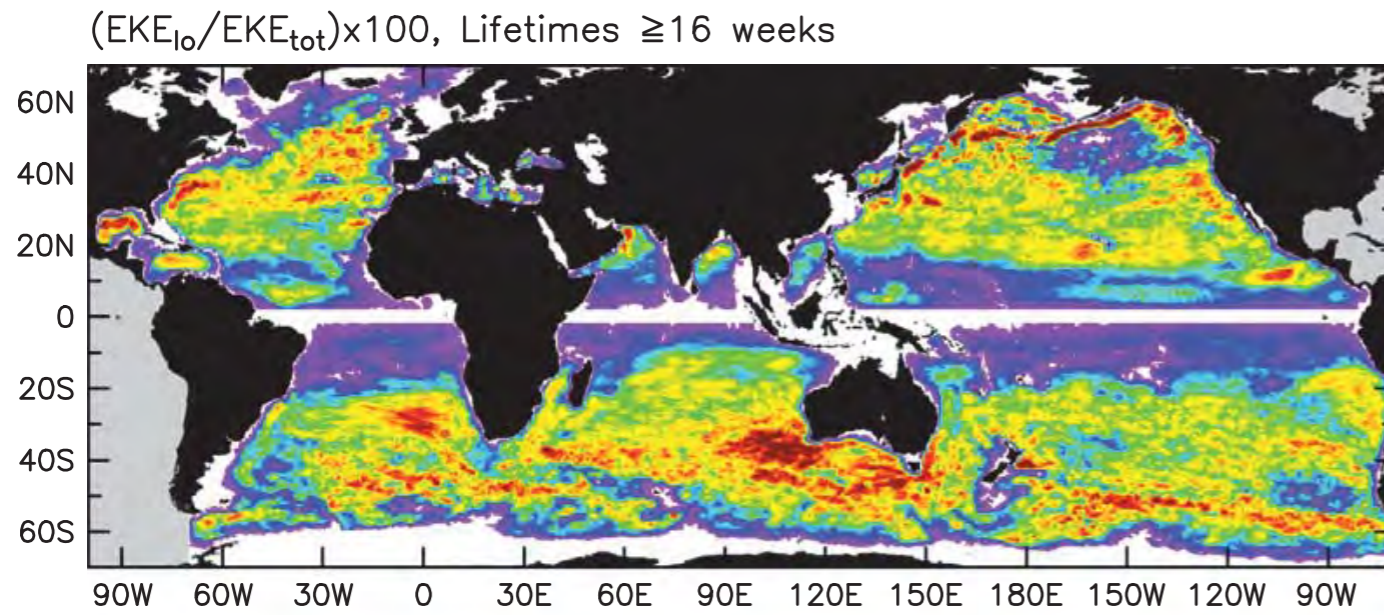 (EKElo/EKEtot)x100, Lifetimes ≧16 weeks
60N
40N
20N
0
20S
40S
60S
90W 60W 30W 0 30E 60E 90E 120E 150E 180E 150W 120W 90W